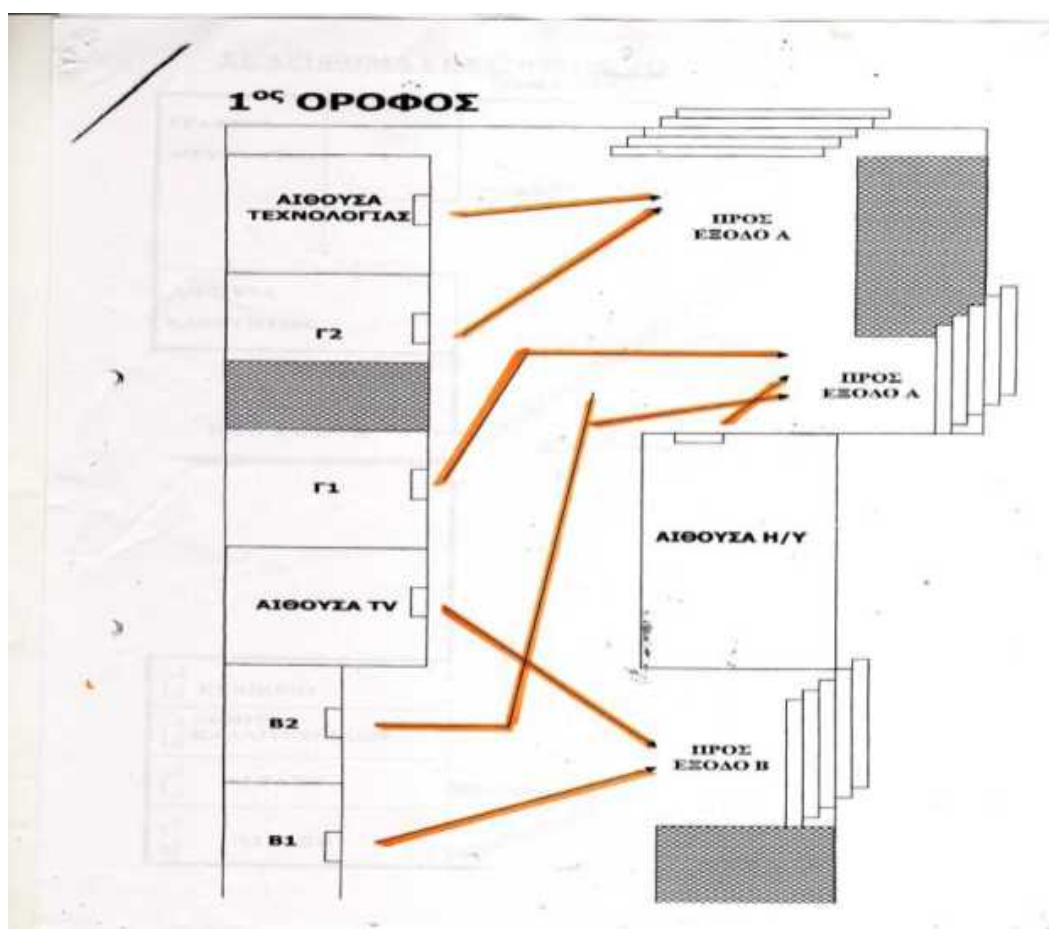 1ος ΟΡΟΦΟΣ
ΑΙΘΟΥΣΑ
ΤΕΧΝΟΛΟΓΙΑΣ
ΠΡΟΣ
ΕΞΟΔΟ Α
Γ2
ΠΡΟΣ
ΕΞΟΔΟ Α
Γ1
ΑΙΘΟΥΣΑ Η/Υ
ΑΙΘΟΥΣΑ TV
Β2
ΠΡΟΣ
ΕΞΟΔΟ Β
Β1